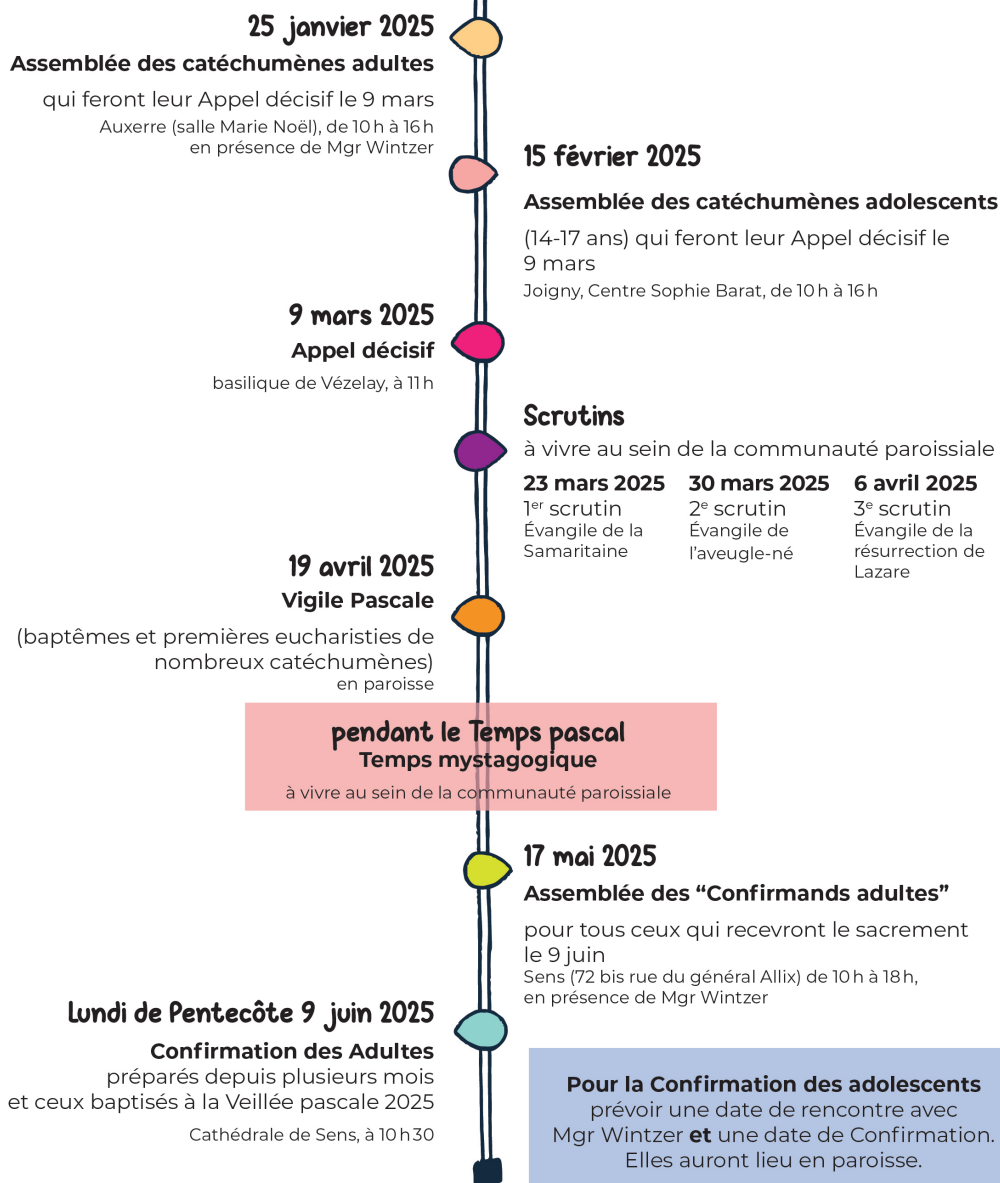 25 janvier 2025
Assemblée des catéchumènes adultes
qui feront leur Appel décisif le 9 mars
Auxerre (salle Marie Noël), de 10 h à 16 h
en présence de Mgr Wintzer
15 février 2025
Assemblée des catéchumènes adolescents
(14-17 ans) qui feront leur Appel décisif le
9 mars
Joigny, Centre Sophie Barat, de 10 h à 16 h
9 mars 2025
Appel décisif
basilique de Vézelay, à 11 h
Scrutins
à vivre au sein de la communauté paroissiale
23 mars 2025
1er scrutin
Évangile de la
Samaritaine
30 mars 2025
2e scrutin
Évangile de
l’aveugle-né
6 avril 2025
3e scrutin
Évangile de la
résurrection de
Lazare
19 avril 2025
Vigile Pascale
(baptêmes et premières eucharisties de
nombreux catéchumènes)
en paroisse
pendant le Temps pascal
Temps mystagogique
à vivre au sein de la communauté paroissiale
17 mai 2025
Assemblée des “Confirmands adultes”
pour tous ceux qui recevront le sacrement
le 9 juin
Sens (72 bis rue du général Allix) de 10 h à 18 h,
en présence de Mgr Wintzer
Lundi de Pentecôte 9 juin 2025
Confirmation des Adultes
préparés depuis plusieurs mois
et ceux baptisés à la Veillée pascale 2025
Cathédrale de Sens, à 10 h 30
Pour la Confirmation des adolescents
prévoir une date de rencontre avec
Mgr Wintzer et une date de Confirmation.
Elles auront lieu en paroisse.